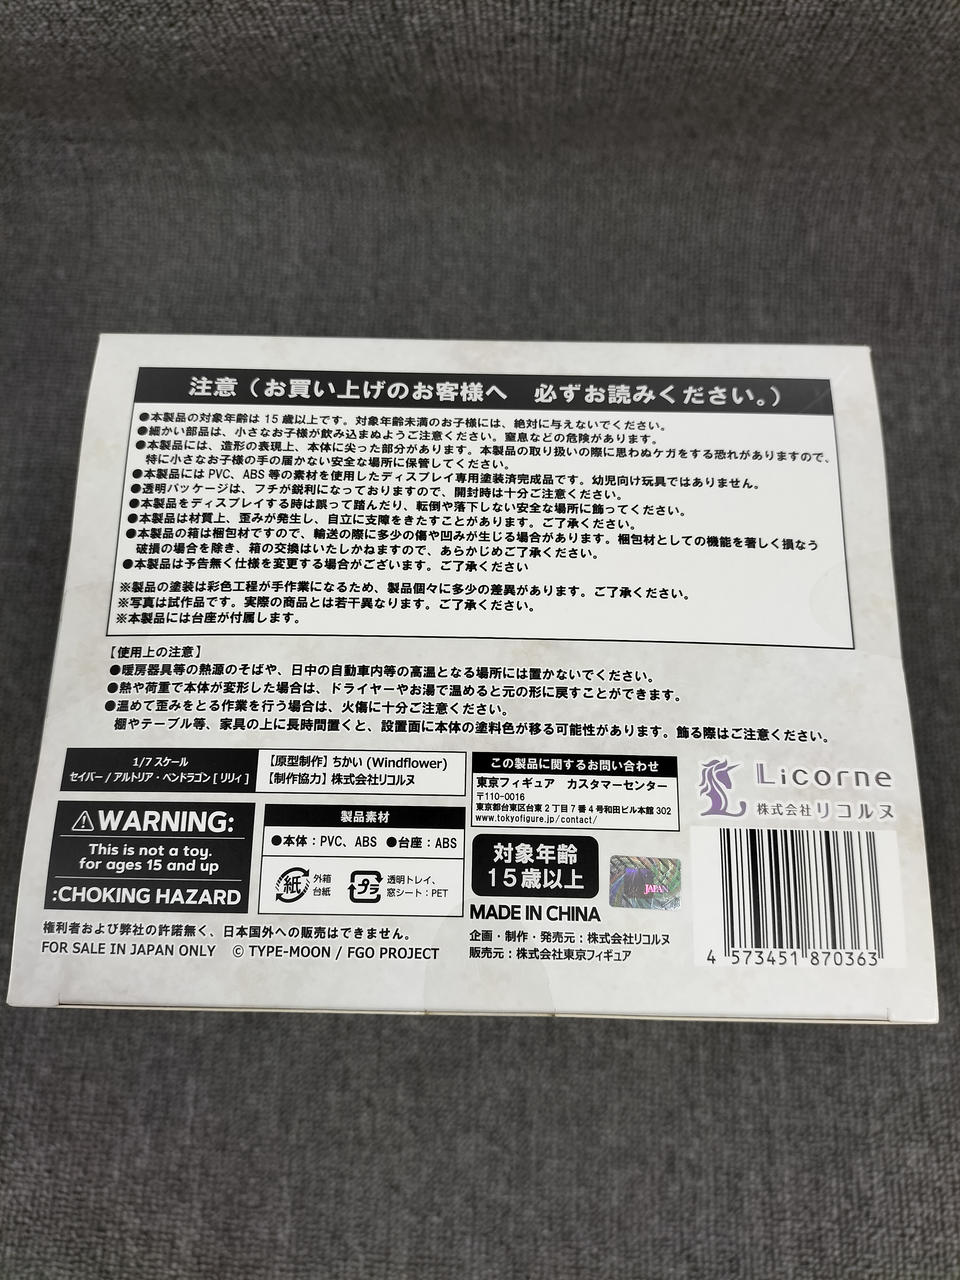 注意（お買い上げのお客様へ　必ずお読みください。）
●本製品の対象年齢は15歳以上です。対象年齢未満のお子様には、絶対に与えないでください。
●細かい部品は、小さなお子様が飲み込まぬようご注意ください。窒息などの危険があります。
●本製品には、造形の表現上、本体に尖った部分があります。本製品の取り扱いの際に思わぬケガをする恐れがありますので、
特に小さなお子様の手の届かない安全な場所に保管してください。
●本製品にはPVC、ABS等の素材を使用したディスプレイ専用塗装済完成品です。幼児向け玩具ではありません。
●透明パッケージは、フチが鋭利になっておりますので、開封時は十分ご注意ください。
●本製品をディスプレイする時は誤って踏んだり、転倒や落下しない安全な場所に飾ってください。
●本製品は材質上、歪みが発生し、自立に支障をきたすことがあります。ご了承ください。
●本製品の箱は梱包材ですので、輸送の際に多少の傷や凹みが生じる場合があります。梱包材としての機能を著しく損なう
破損の場合を除き、箱の交換はいたしかねますので、あらかじめご了承ください。
●本製品は予告無く仕様を変更する場合がございます。ご了承ください
※製品の塗装は彩色工程が手作業になるため、製品個々に多少の差異があります。ご了承ください。
※写真は試作品です。実際の商品とは若干異なります。ご了承ください。
※本製品には台座が付属します。
【使用上の注意】
●暖房器具等の熱源のそばや、日中の自動車内等の高温となる場所には置かないでください。
●熱や荷重で本体が変形した場合は、ドライヤーやお湯で温めると元の形に戻すことができます。
●温めて歪みをとる作業を行う場合は、火傷に十分ご注意ください。
棚やテーブル等、家具の上に長時間置くと、設置面に本体の塗料色が移る可能性があります。飾る際はご注意ください。
1/7 スケール
セイバー / アルトリア・ペンドラゴン [ リリィ ]
【原型制作】ちかい (Windflower)
【制作協力】株式会社リコルヌ
⚠WARNING:
This is not a toy.
for ages 15 and up
:CHOKING HAZARD
製品素材
●本体：PVC、ABS ●台座：ABS
紙
外箱
台紙
プラ
透明トレイ、
窓シート：PET
この製品に関するお問い合わせ
東京フィギュア　カスタマーセンター
〒110-0016
東京都台東区台東2丁目7番4号和田ビル本館 302
www.tokyofigure.jp/contact/
対象年齢
15歳以上
JAPAN
MADE IN CHINA
企画・制作・発売元：株式会社リコルヌ
販売元：株式会社東京フィギュア
Licorne
株式会社リコルヌ
4 573451 870363
権利者および弊社の許諾無く、日本国外への販売はできません。
FOR SALE IN JAPAN ONLY © TYPE-MOON / FGO PROJECT